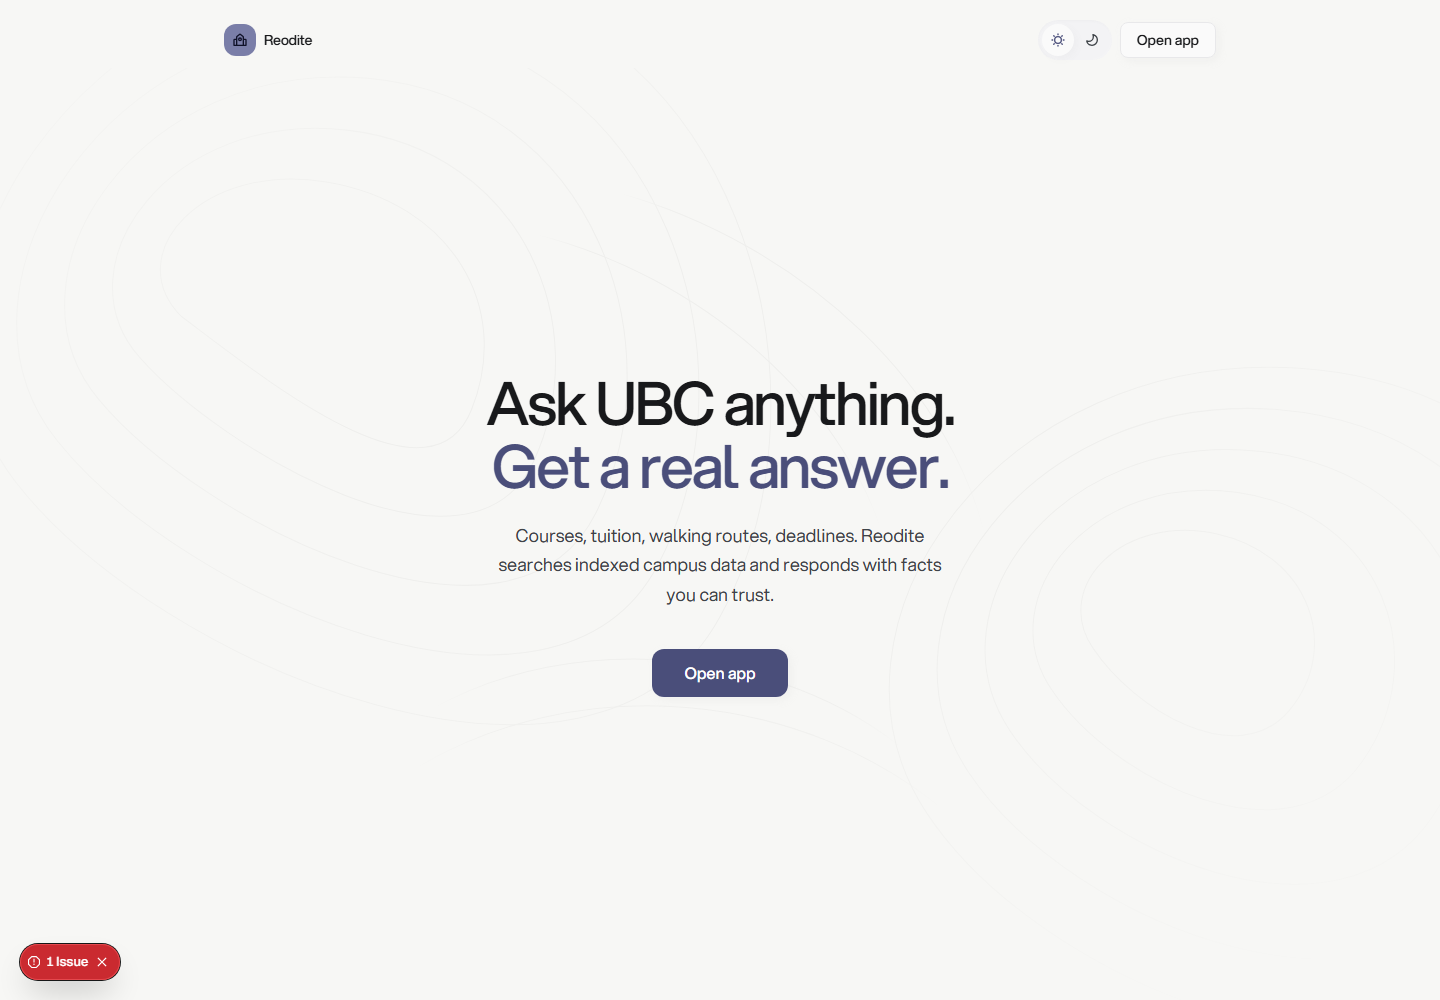 Reodite
Open app
Ask UBC anything.
Get a real answer.
Courses, tuition, walking routes, deadlines. Reodite
searches indexed campus data and responds with facts
you can trust.
Open app
1 Issue